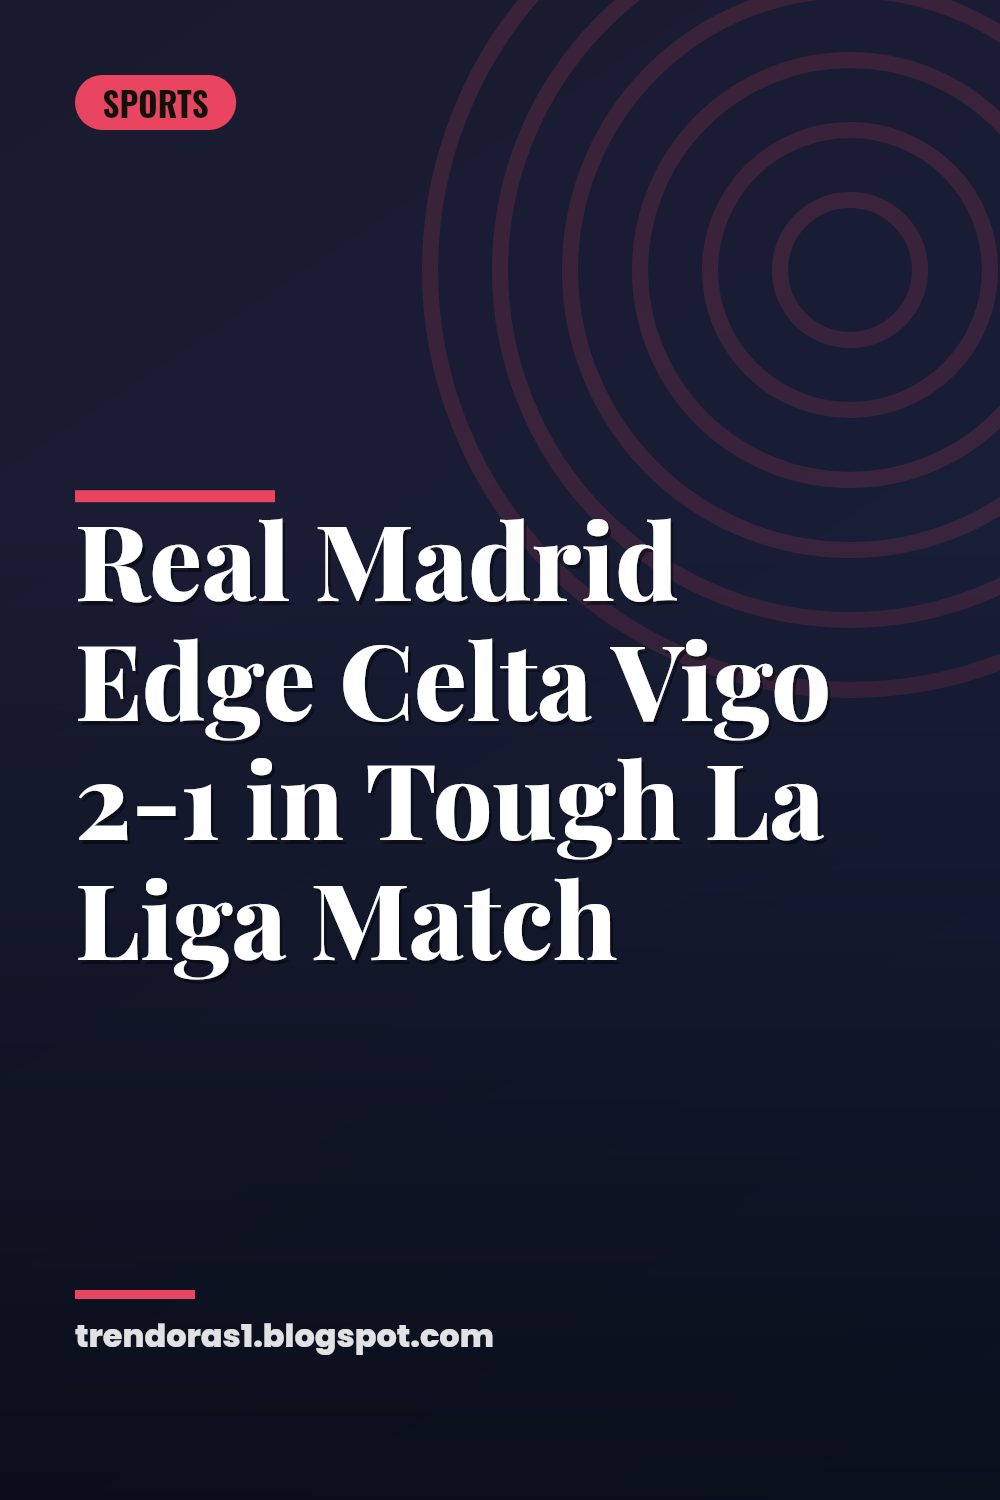 SPORTS
Real Madrid
Edge Celta Vigo
2-1 in Tough La
Liga Match
trendoras1.blogspot.com